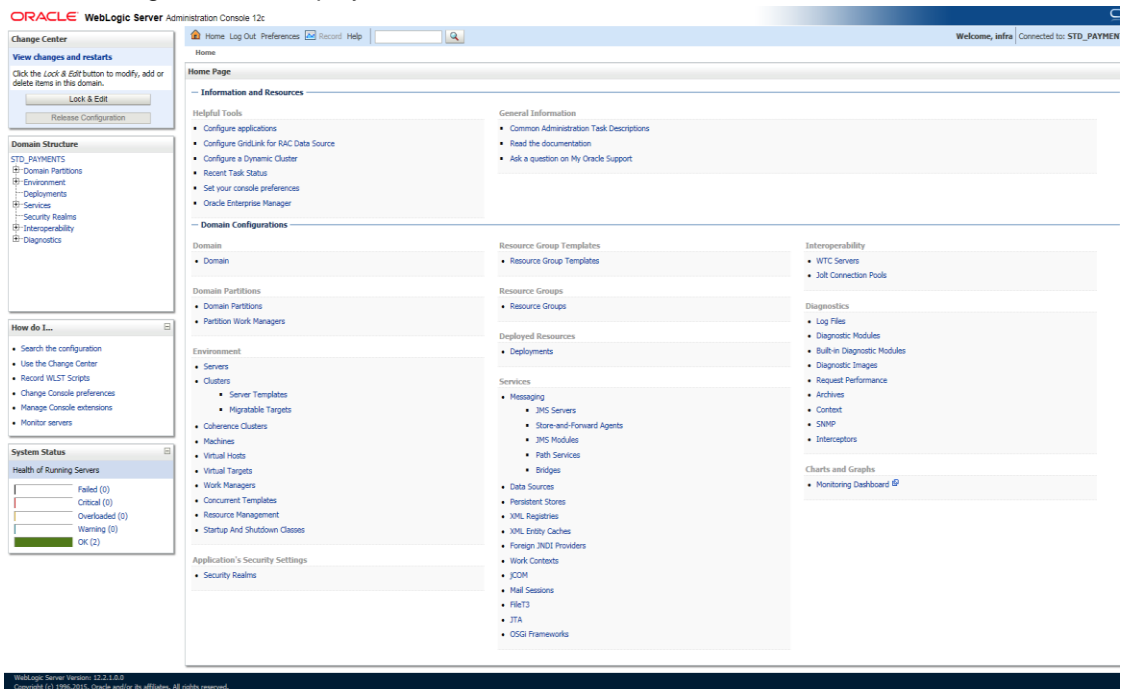 ORACLE WebLogic Server Administration Console 12c
Change Center
View changes and restarts
Click the Lock & Edit button to modify, add or
delete items in this domain.
Lock & Edit
Release Configuration
Domain Structure
STD_PAYMENTS
Domain Partitions
Environment
Deployments
Services
Security Realms
Interoperability
Diagnostics
How do I...
Search the configuration
Use the Change Center
Record WLST Scripts
Change Console preferences
Manage Console extensions
Monitor servers
System Status
Health of Running Servers
Failed (0)
Critical (0)
Overloaded (0)
Warning (0)
OK (2)
Home Log Out Preferences Record Help
Welcome, infra Connected to: STD_PAYMEN
Home
Home Page
Information and Resources
Helpful Tools
Configure applications
Configure GridLink for RAC Data Source
Configure a Dynamic Cluster
Recent Task Status
Set your console preferences
Oracle Enterprise Manager
General Information
Common Administration Task Descriptions
Read the documentation
Ask a question on My Oracle Support
Domain Configurations
Domain
Domain
Domain Partitions
Domain Partitions
Partition Work Managers
Environment
Servers
Clusters
Server Templates
Migratable Targets
Coherence Clusters
Machines
Virtual Hosts
Virtual Targets
Work Managers
Concurrent Templates
Resource Management
Startup And Shutdown Classes
Application's Security Settings
Security Realms
Resource Group Templates
Resource Group Templates
Resource Groups
Resource Groups
Deployed Resources
Deployments
Services
Messaging
JMS Servers
Store-and-Forward Agents
JMS Modules
Path Services
Bridges
Data Sources
Persistent Stores
XML Registries
XML Entity Caches
Foreign JNDI Providers
Work Contexts
jCOM
Mail Sessions
FileT3
JTA
OSGi Frameworks
Interoperability
WTC Servers
Jolt Connection Pools
Diagnostics
Log Files
Diagnostic Modules
Built-in Diagnostic Modules
Diagnostic Images
Request Performance
Archives
Context
SNMP
Interceptors
Charts and Graphs
Monitoring Dashboard
WebLogic Server Version: 12.2.1.0.0
Copyright (c) 1996,2015, Oracle and/or its affiliates. All rights reserved.